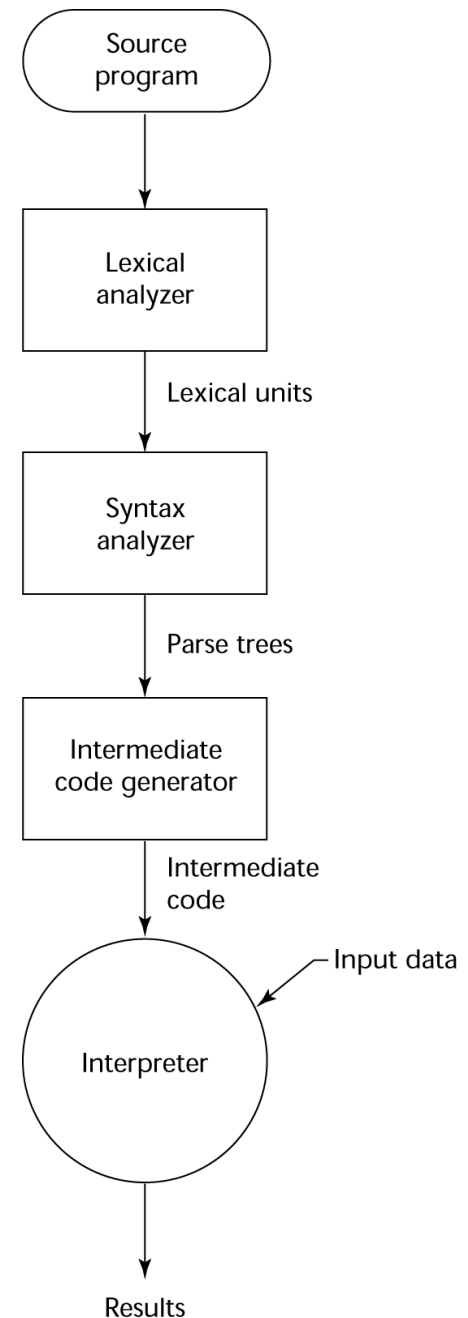 Source
program
Lexical
analyzer
Lexical units
Syntax
analyzer
Parse trees
Intermediate
code generator
Intermediate
code
Input data
Interpreter
Results